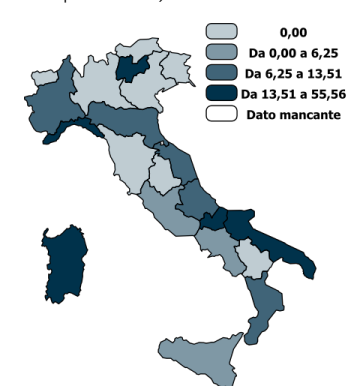 0,00
Da 0,00 a 6,25
Da 6,25 a 13,51
Da 13,51 a 55,56
Dato mancante